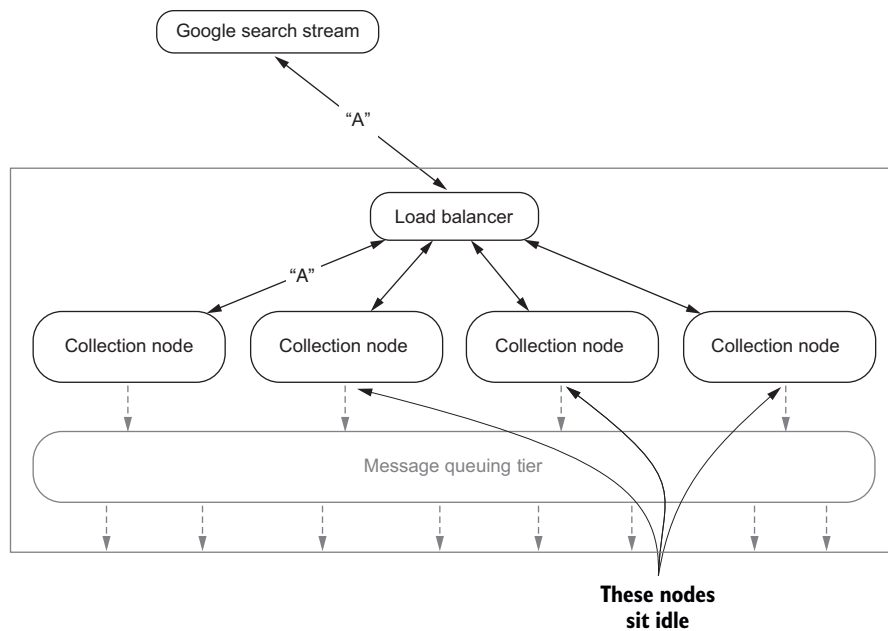 Google search stream
“A”
Load balancer
“A”
Collection node
Collection node
Collection node
Collection node
Message queuing tier
These nodes
sit idle